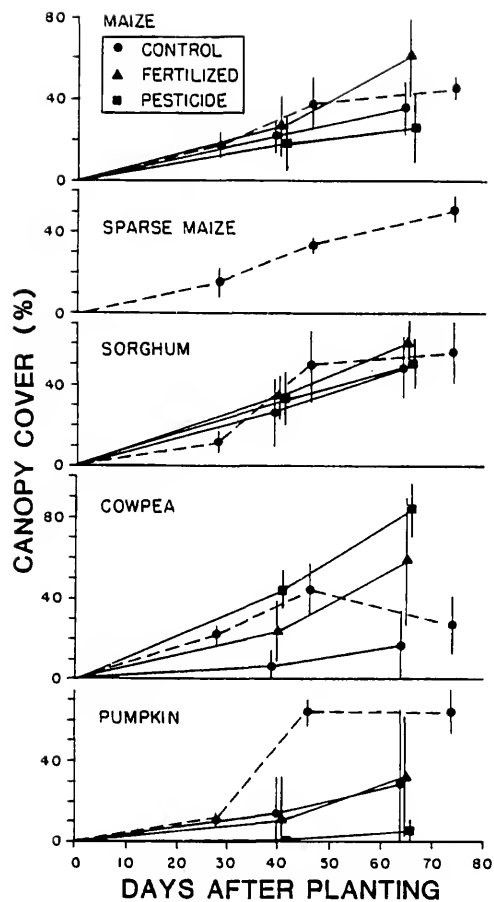 MAIZE
CONTROL
FERTILIZED
PESTICIDE
80
40
0
SPARSE MAIZE
40
0
SORGHUM
40
0
COWPEA
80
40
0
PUMPKIN
40
0
CANOPY COVER (%)
0 10 20 30 40 50 60 70 80
DAYS AFTER PLANTING